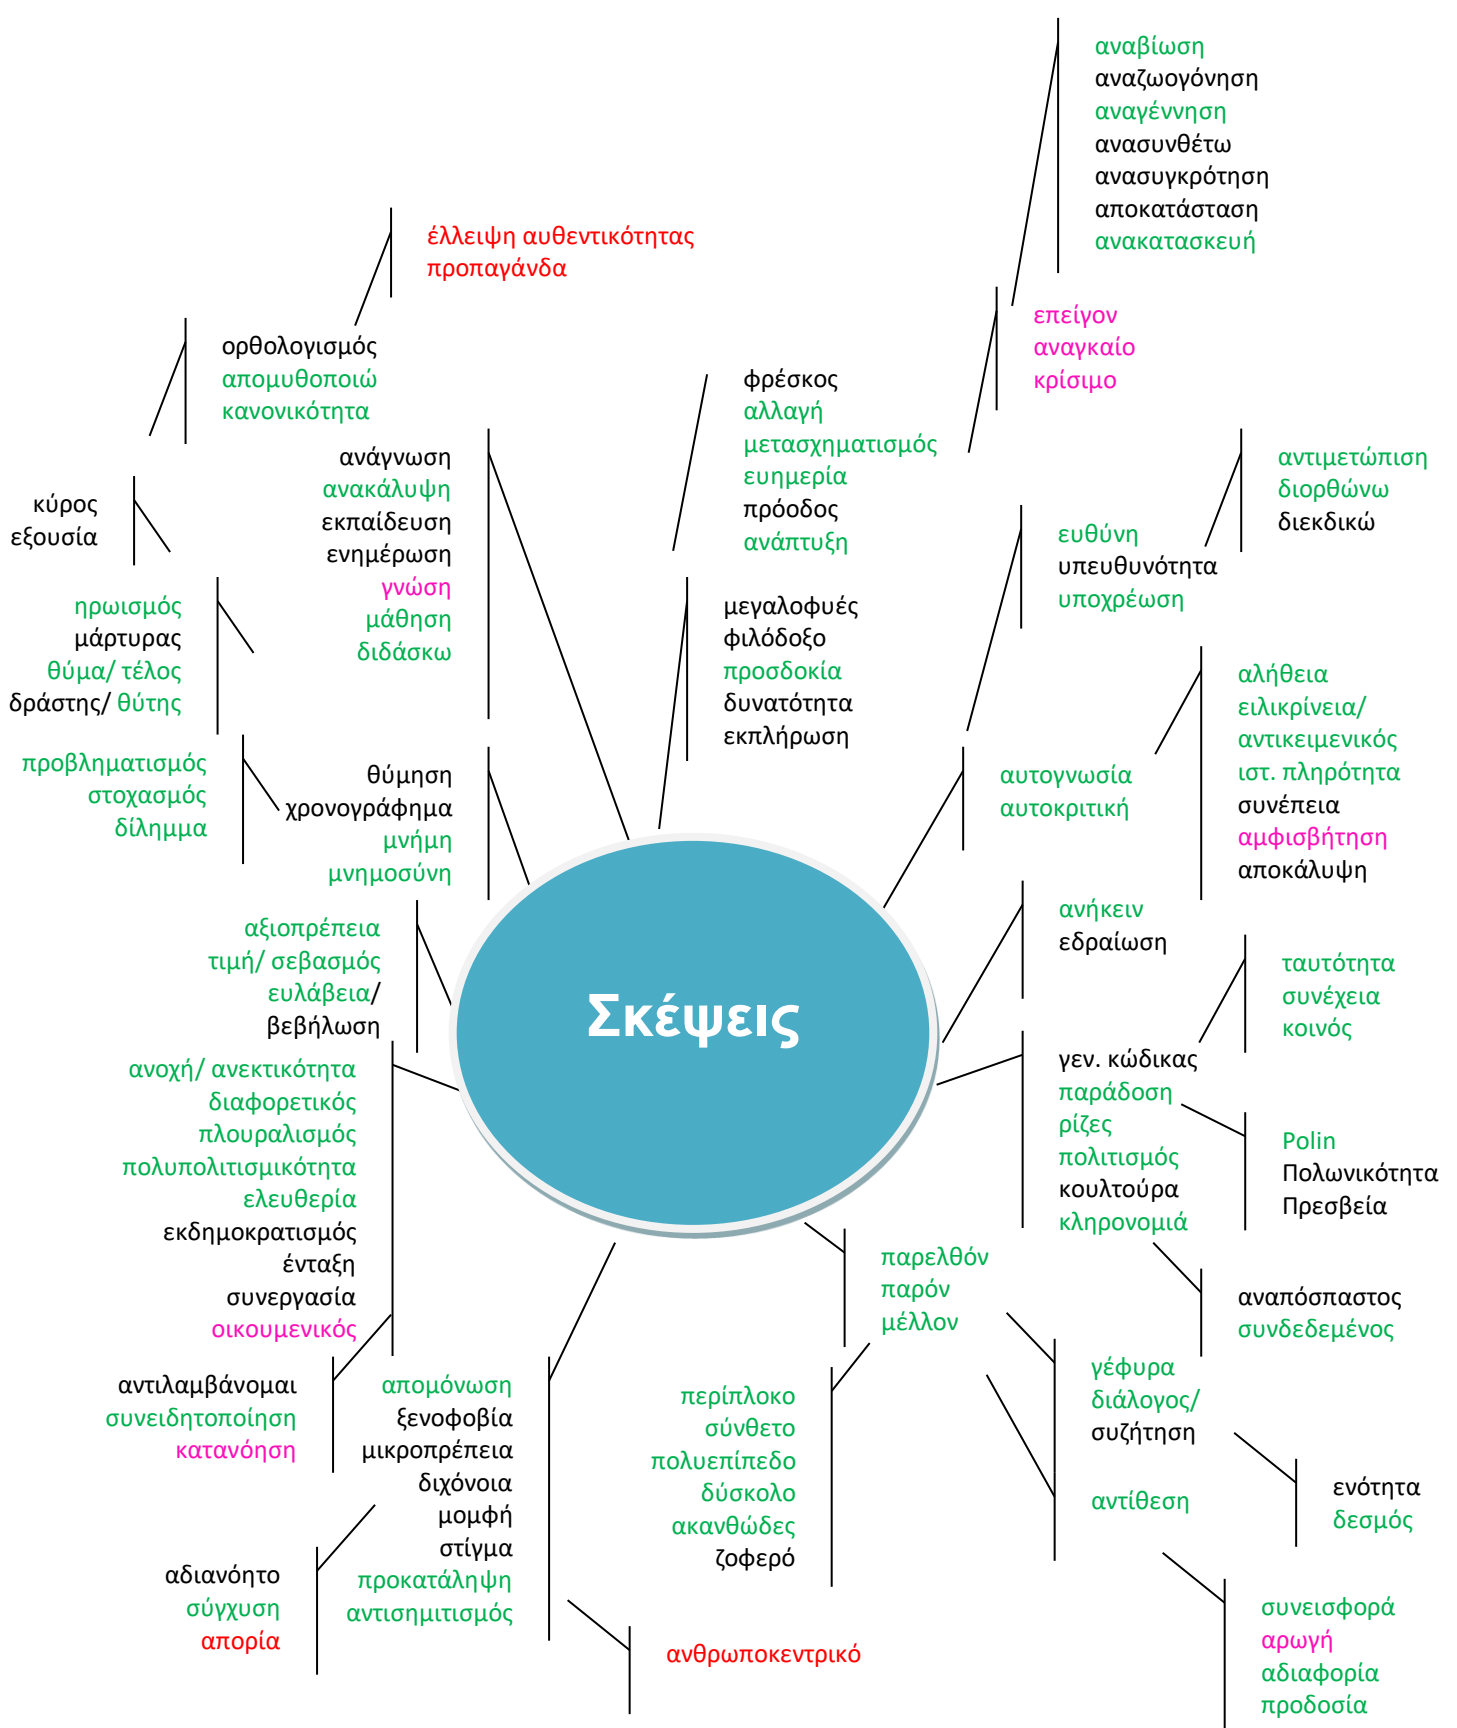 αναβίωση
αναζωογόνηση
αναγέννηση
ανασυνθέτω
ανασυγκρότηση
αποκατάσταση
ανακατασκευή
έλλειψη αυθεντικότητας
προπαγάνδα
επείγον
αναγκαίο
κρίσιμο
ορθολογισμός
απομυθοποιώ
κανονικότητα
φρέσκος
αλλαγή
μετασχηματισμός
ευημερία
πρόοδος
ανάπτυξη
ανάγνωση
ανακάλυψη
εκπαίδευση
ενημέρωση
γνώση
μάθηση
διδάσκω
αντιμετώπιση
διορθώνω
διεκδικώ
κύρος
εξουσία
ευθύνη
υπευθυνότητα
υποχρέωση
ηρωισμός
μάρτυρας
θύμα/ τέλος
δράστης/ θύτης
μεγαλοφυές
φιλόδοξο
προσδοκία
δυνατότητα
εκπλήρωση
αλήθεια
ειλικρίνεια/
αντικειμενικός
ιστ. πληρότητα
συνέπεια
αμφισβήτηση
αποκάλυψη
προβληματισμός
στοχασμός
δίλημμα
θύμηση
χρονογράφημα
μνήμη
μνημοσύνη
αυτογνωσία
αυτοκριτική
αξιοπρέπεια
τιμή/ σεβασμός
ευλάβεια/
βεβήλωση
ανήκειν
εδραίωση
Σκέψεις
ταυτότητα
συνέχεια
κοινός
γεν. κώδικας
παράδοση
ρίζες
πολιτισμός
κουλτούρα
κληρονομιά
ανοχή/ ανεκτικότητα
διαφορετικός
πλουραλισμός
πολυπολιτισμικότητα
ελευθερία
εκδημοκρατισμός
ένταξη
συνεργασία
οικουμενικός
Polin
Πολωνικότητα
Πρεσβεία
παρελθόν
παρόν
μέλλον
αναπόσπαστος
συνδεδεμένος
αντιλαμβάνομαι
συνειδητοποίηση
κατανόηση
απομόνωση
ξενοφοβία
μικροπρέπεια
διχόνοια
μομφή
στίγμα
προκατάληψη
αντισημιτισμός
περίπλοκο
σύνθετο
πολυεπίπεδο
δύσκολο
ακανθώδες
ζοφερό
γέφυρα
διάλογος/
συζήτηση
αντίθεση
ενότητα
δεσμός
αδιανόητο
σύγχυση
απορία
ανθρωποκεντρικό
συνεισφορά
αρωγή
αδιαφορία
προδοσία